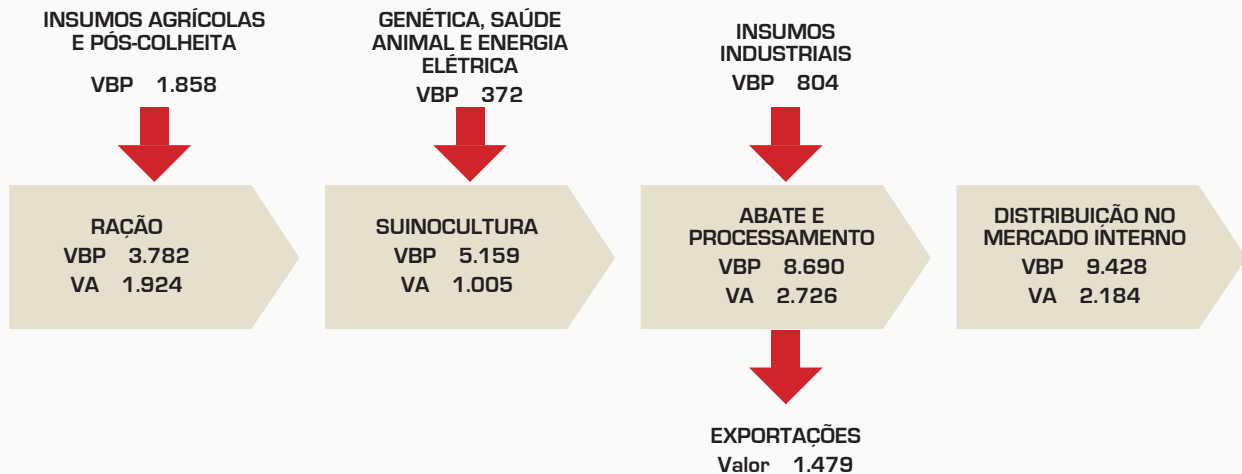 INSUMOS AGRÍCOLAS
E PÓS-COLHEITA
VBP 1.858
GENÉTICA, SAÚDE
ANIMAL E ENERGIA
ELÉTRICA
VBP 372
INSUMOS
INDUSTRIAIS
VBP 804
RAÇÃO
VBP 3.782
VA 1.924
SUINOCULTURA
VBP 5.159
VA 1.005
ABATE E
PROCESSAMENTO
VBP 8.690
VA 2.726
DISTRIBUIÇÃO NO
MERCADO INTERNO
VBP 9.428
VA 2.184
EXPORTAÇÕES
Valor 1.479